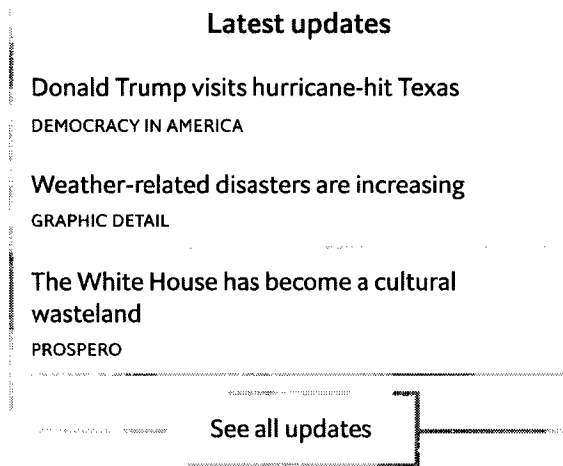 Latest updates
Donald Trump visits hurricane-hit Texas
DEMOCRACY IN AMERICA
Weather-related disasters are increasing
GRAPHIC DETAIL
The White House has become a cultural
wasteland
PROSPERO
See all updates